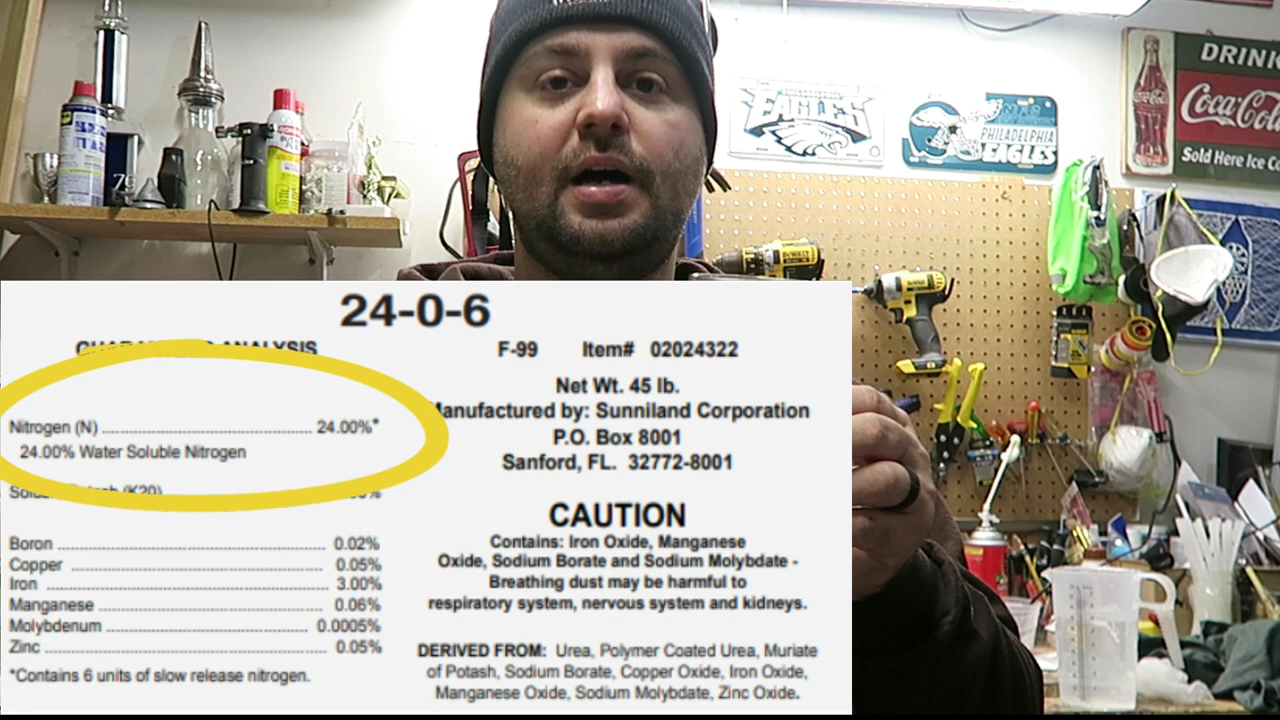 EAGLES
PHILADELPHIA
EAGLES
DRINK
Coca-Cola
Sold Here Ice C
DEWALT
24-0-6
ANALYSIS
F-99 Item# 02024322
Net Wt. 45 lb.
Manufactured by: Sunniland Corporation
P.O. Box 8001
Sanford, FL. 32772-8001
Nitrogen (N) 24.00%*
24.00% Water Soluble Nitrogen
(K20)
Boron 0.02%
Copper 0.05%
Iron 3.00%
Manganese 0.06%
Molybdenum 0.0005%
Zinc 0.05%
*Contains 6 units of slow release nitrogen.
CAUTION
Contains: Iron Oxide, Manganese
Oxide, Sodium Borate and Sodium Molybdate -
Breathing dust may be harmful to
respiratory system, nervous system and kidneys.
DERIVED FROM: Urea, Polymer Coated Urea, Muriate
of Potash, Sodium Borate, Copper Oxide, Iron Oxide,
Manganese Oxide, Sodium Molybdate, Zinc Oxide.